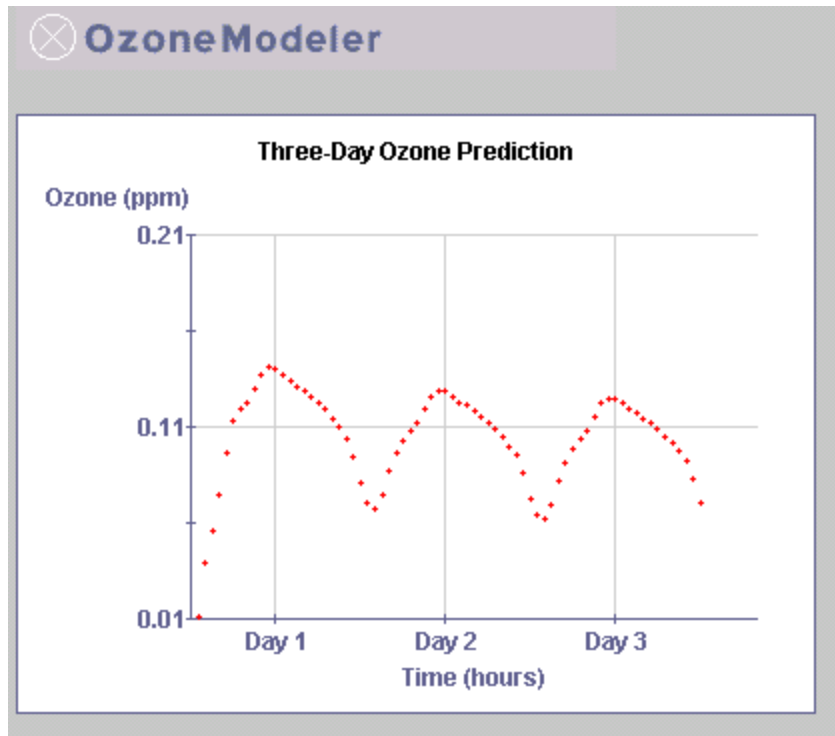 OzoneModeler
Three-Day Ozone Prediction
Ozone (ppm)
0.21
0.11
0.01
Day 1 Day 2 Day 3
Time (hours)